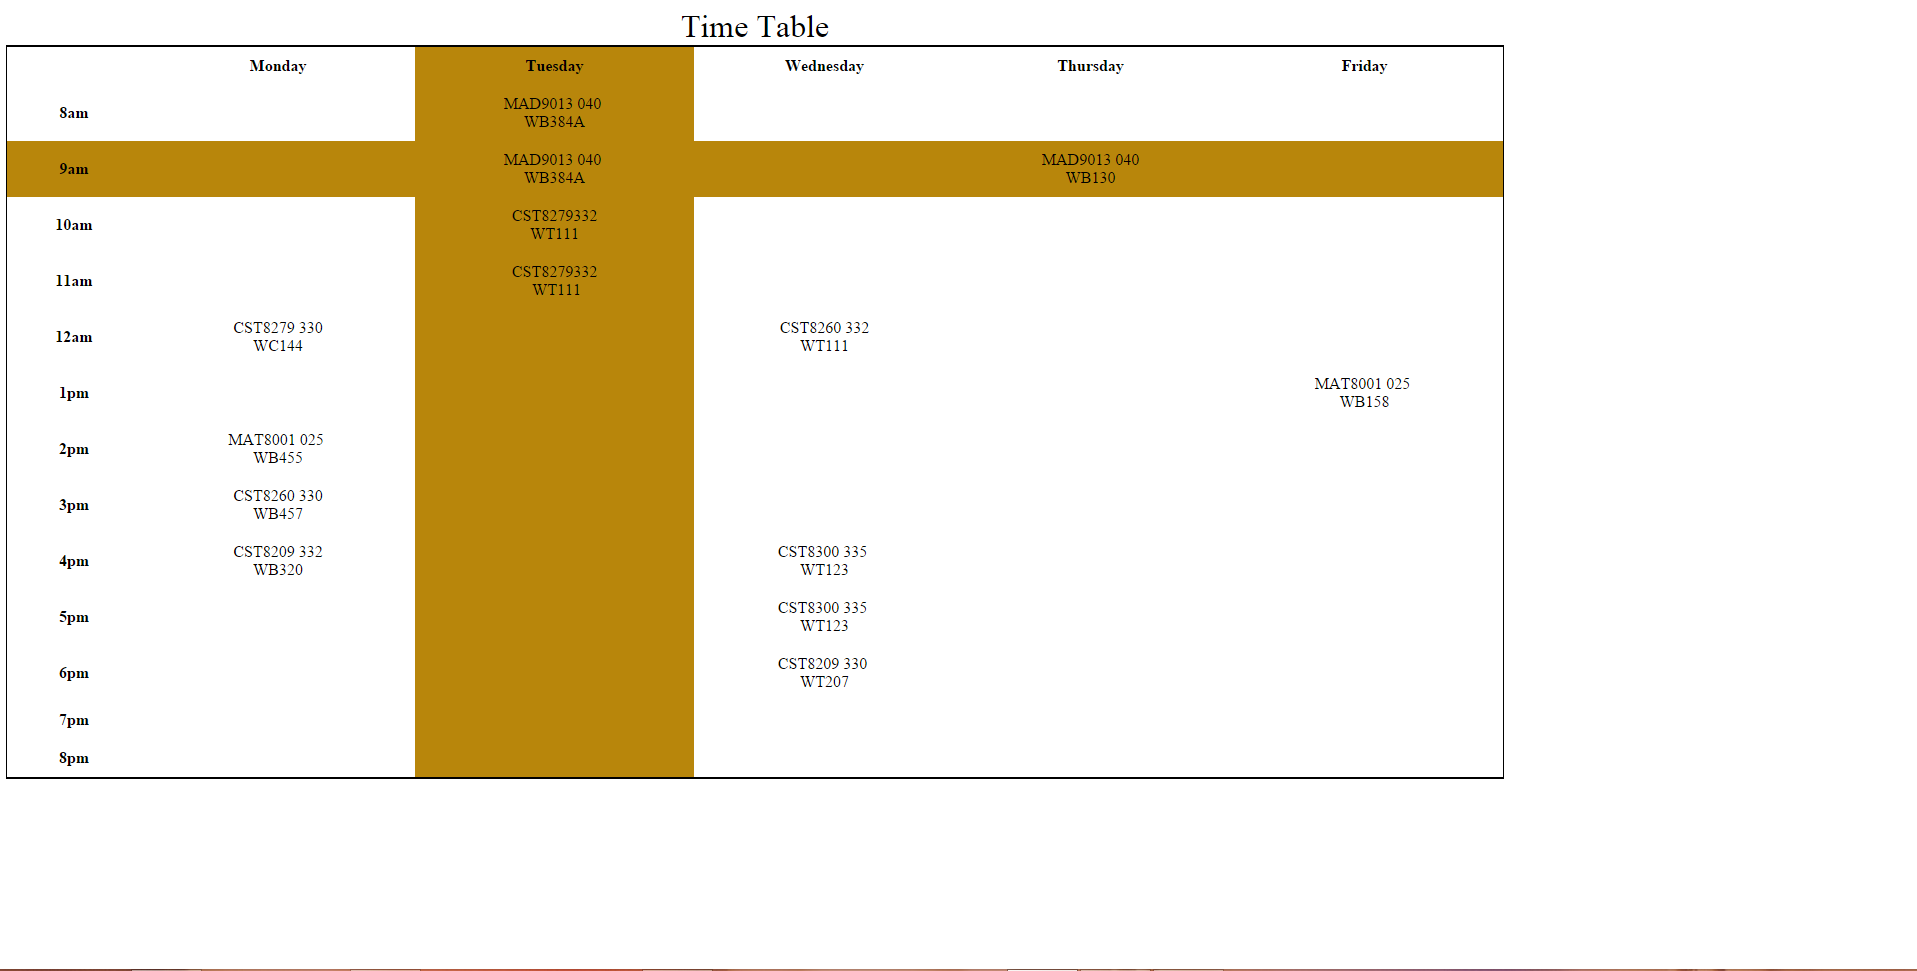 Time Table
Monday Tuesday Wednesday Thursday Friday
8am
MAD9013 040
WB384A
9am
MAD9013 040
WB384A
MAD9013 040
WB130
10am
CST8279332
WT111
11am
CST8279332
WT111
12am
CST8279 330
WC144
CST8260 332
WT111
1pm
MAT8001 025
WB158
2pm
MAT8001 025
WB455
3pm
CST8260 330
WB457
4pm
CST8209 332
WB320
CST8300 335
WT123
5pm
CST8300 335
WT123
6pm
CST8209 330
WT207
7pm
8pm